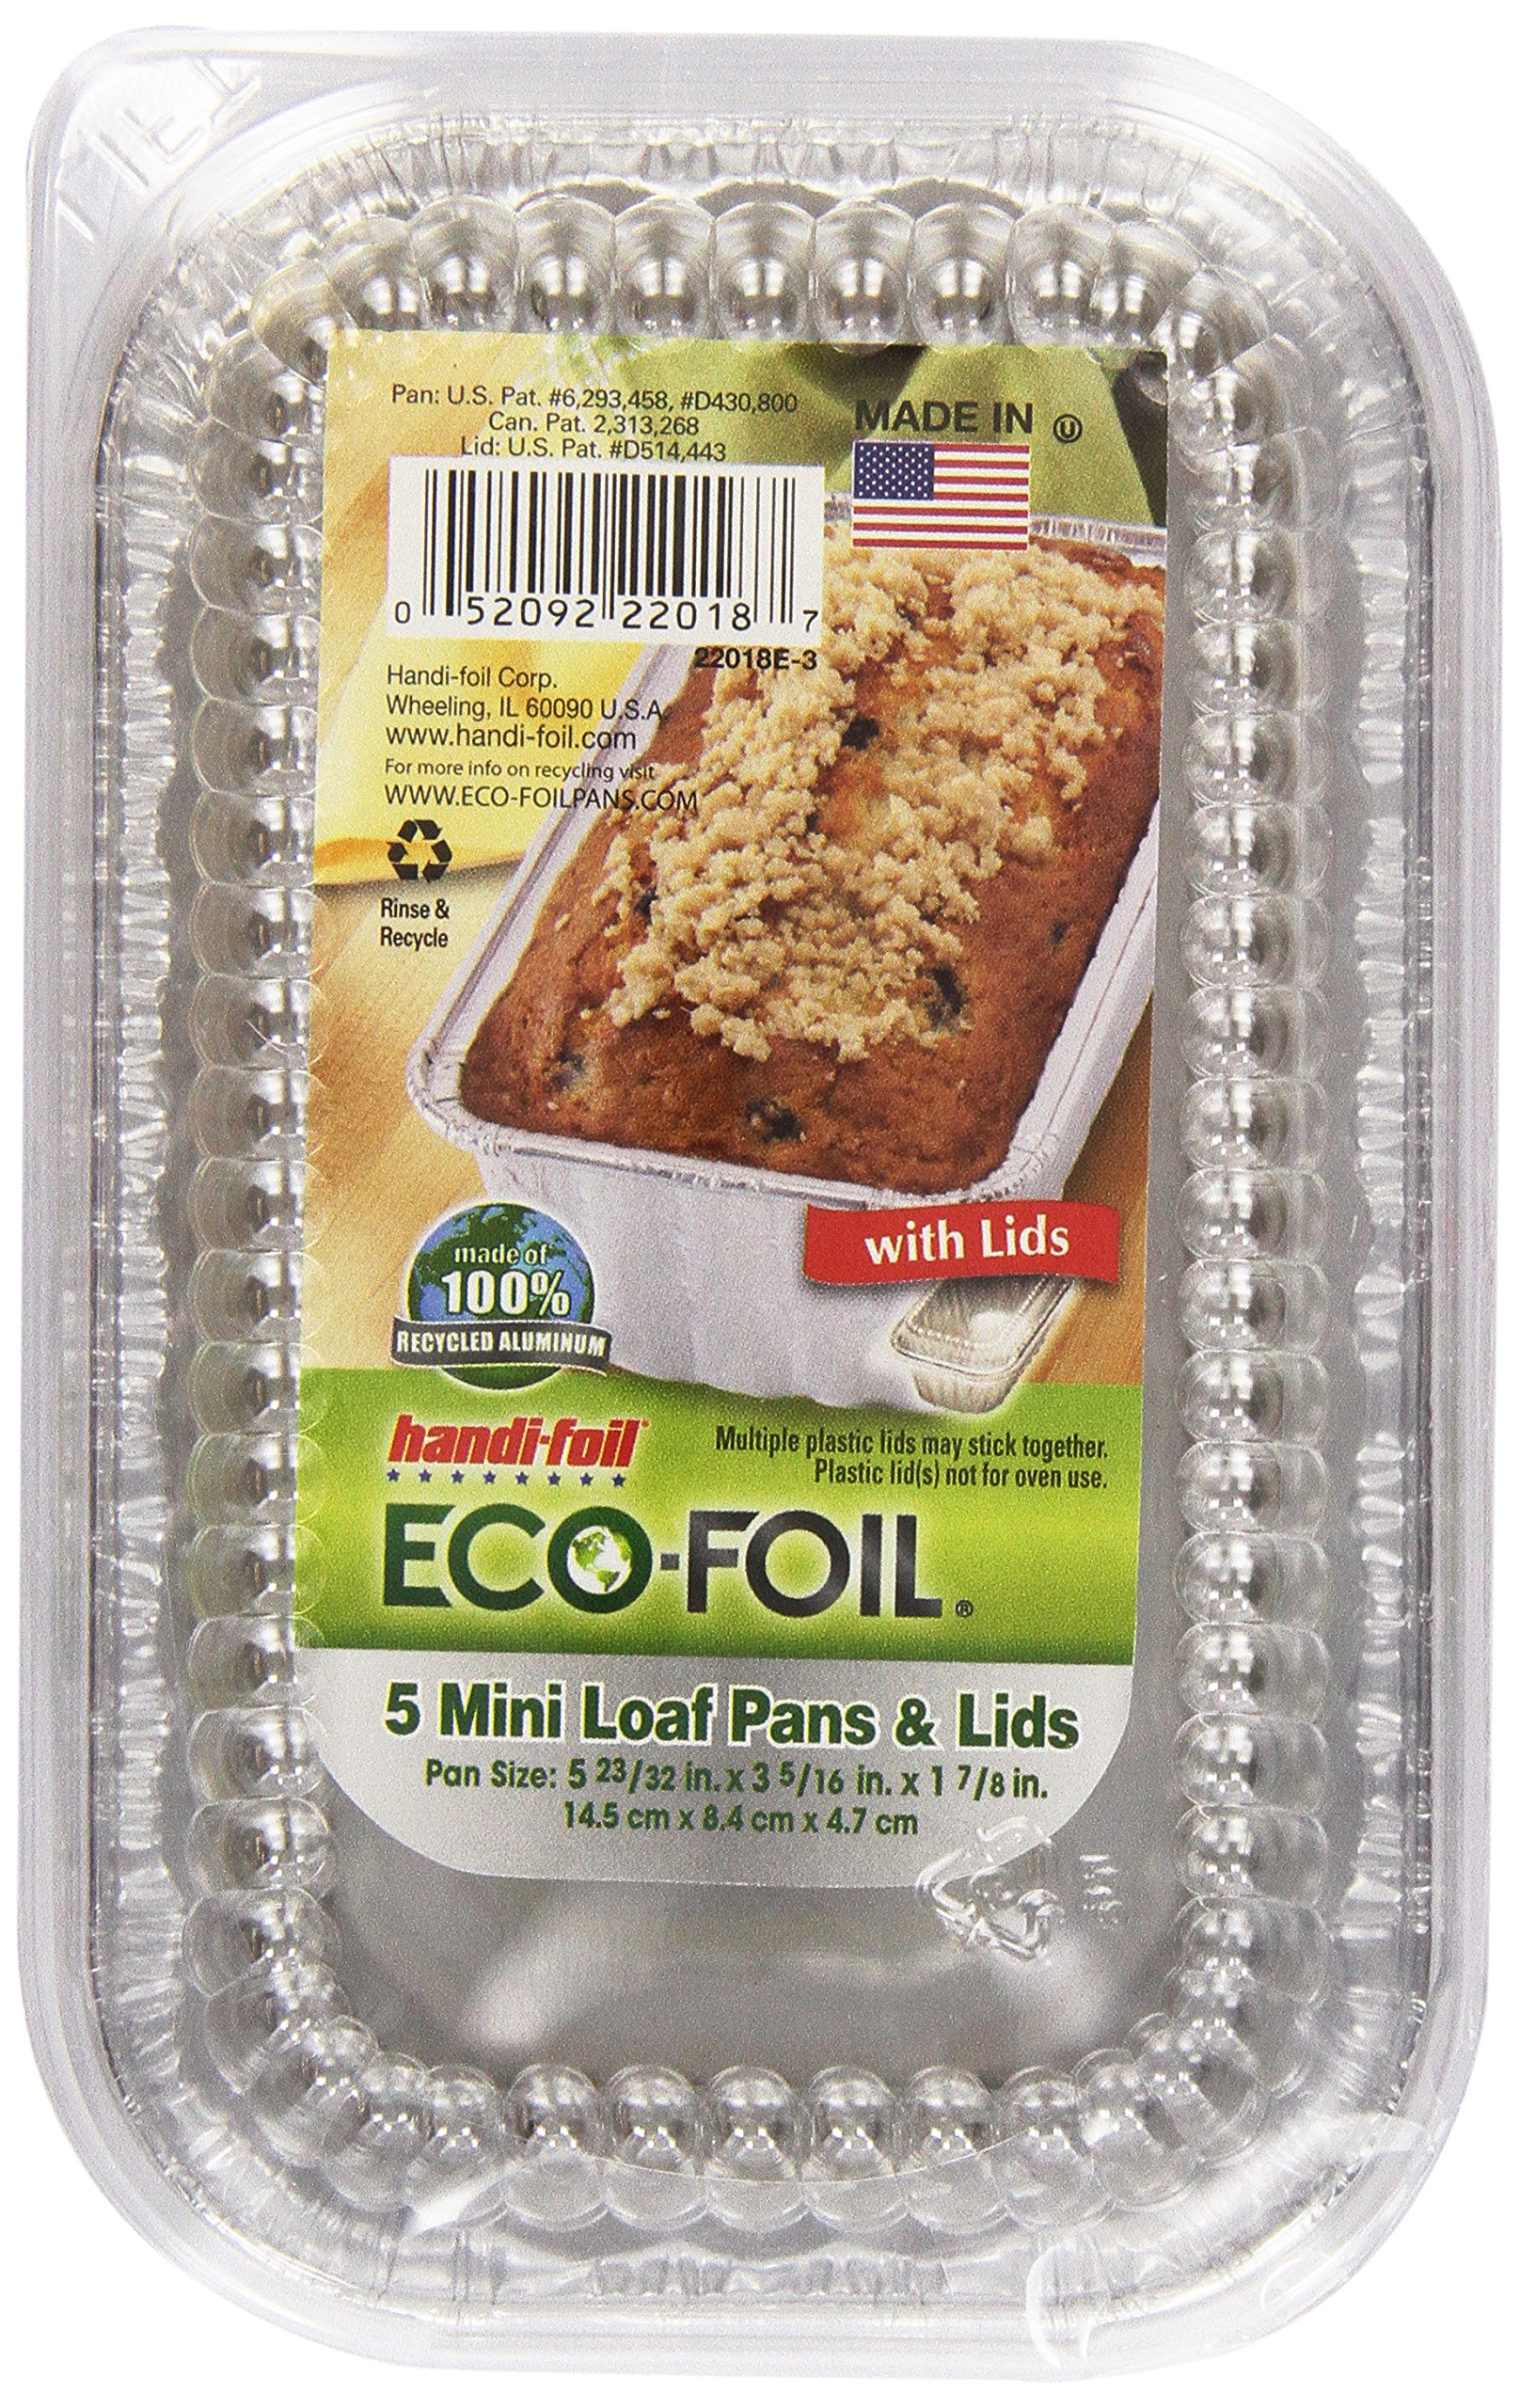 Pan: U.S. Pat. #6,293,458, #D430,800
Can. Pat. 2,313,268
Lid: U.S. Pat. #D514,443
MADE IN Ⓤ
0 52092 22018 7
22018E-3
Handi-foil Corp.
Wheeling, IL 60090 U.S.A.
www.handi-foil.com
For more info on recycling visit
WWW.ECO-FOILPANS.COM
Rinse &
Recycle
with Lids
made of
100%
RECYCLED ALUMINUM
handi-foil®
Multiple plastic lids may stick together.
Plastic lid(s) not for oven use.
ECO-FOIL®
5 Mini Loaf Pans & Lids
Pan Size: 5 23/32 in. x 3 5/16 in. x 1 7/8 in.
14.5 cm x 8.4 cm x 4.7 cm